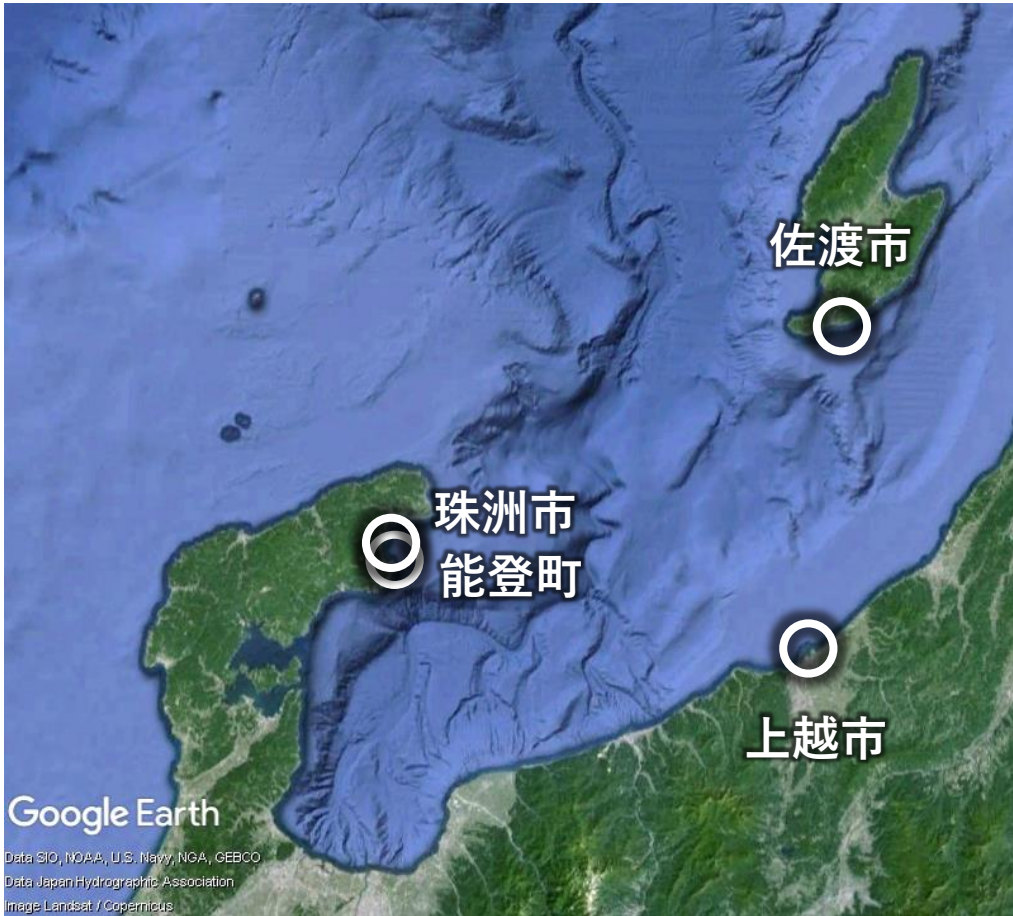 佐渡市
珠洲市
能登町
上越市
Google Earth
Data SIO, NOAA, U.S. Navy, NGA, GEBCO
Data Japan Hydrographic Association
Image Landsat / Copernicus